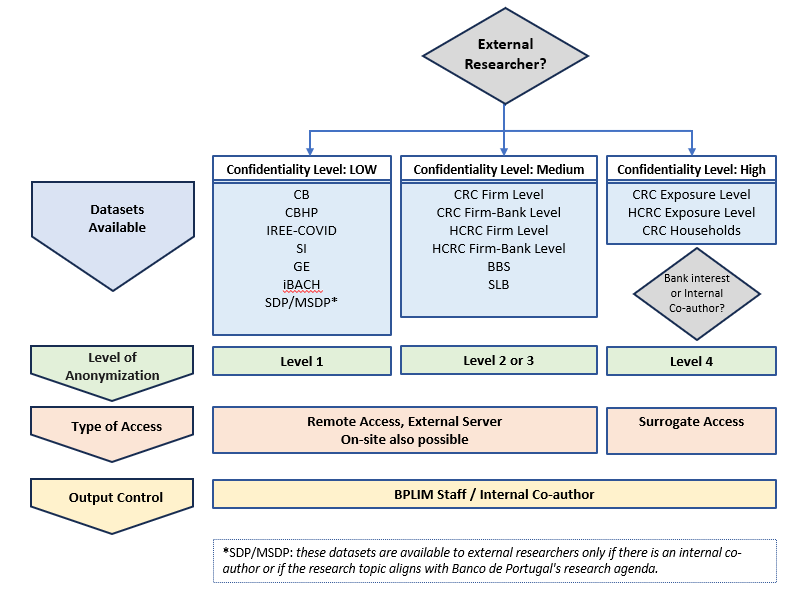 External
Researcher?
Confidentiality Level: LOW
Confidentiality Level: Medium
Confidentiality Level: High
Datasets
Available
CB
CBHP
IREE-COVID
SI
GE
iBACH
SDP/MSDP*
CRC Firm Level
CRC Firm-Bank Level
HCRC Firm Level
HCRC Firm-Bank Level
BBS
SLB
CRC Exposure Level
HCRC Exposure Level
CRC Households
Bank interest
or Internal
Co-author?
Level of
Anonymization
Level 1
Level 2 or 3
Level 4
Type of Access
Remote Access, External Server
On-site also possible
Surrogate Access
Output Control
BPLIM Staff / Internal Co-author
*SDP/MSDP: these datasets are available to external researchers only if there is an internal co-
author or if the research topic aligns with Banco de Portugal's research agenda.